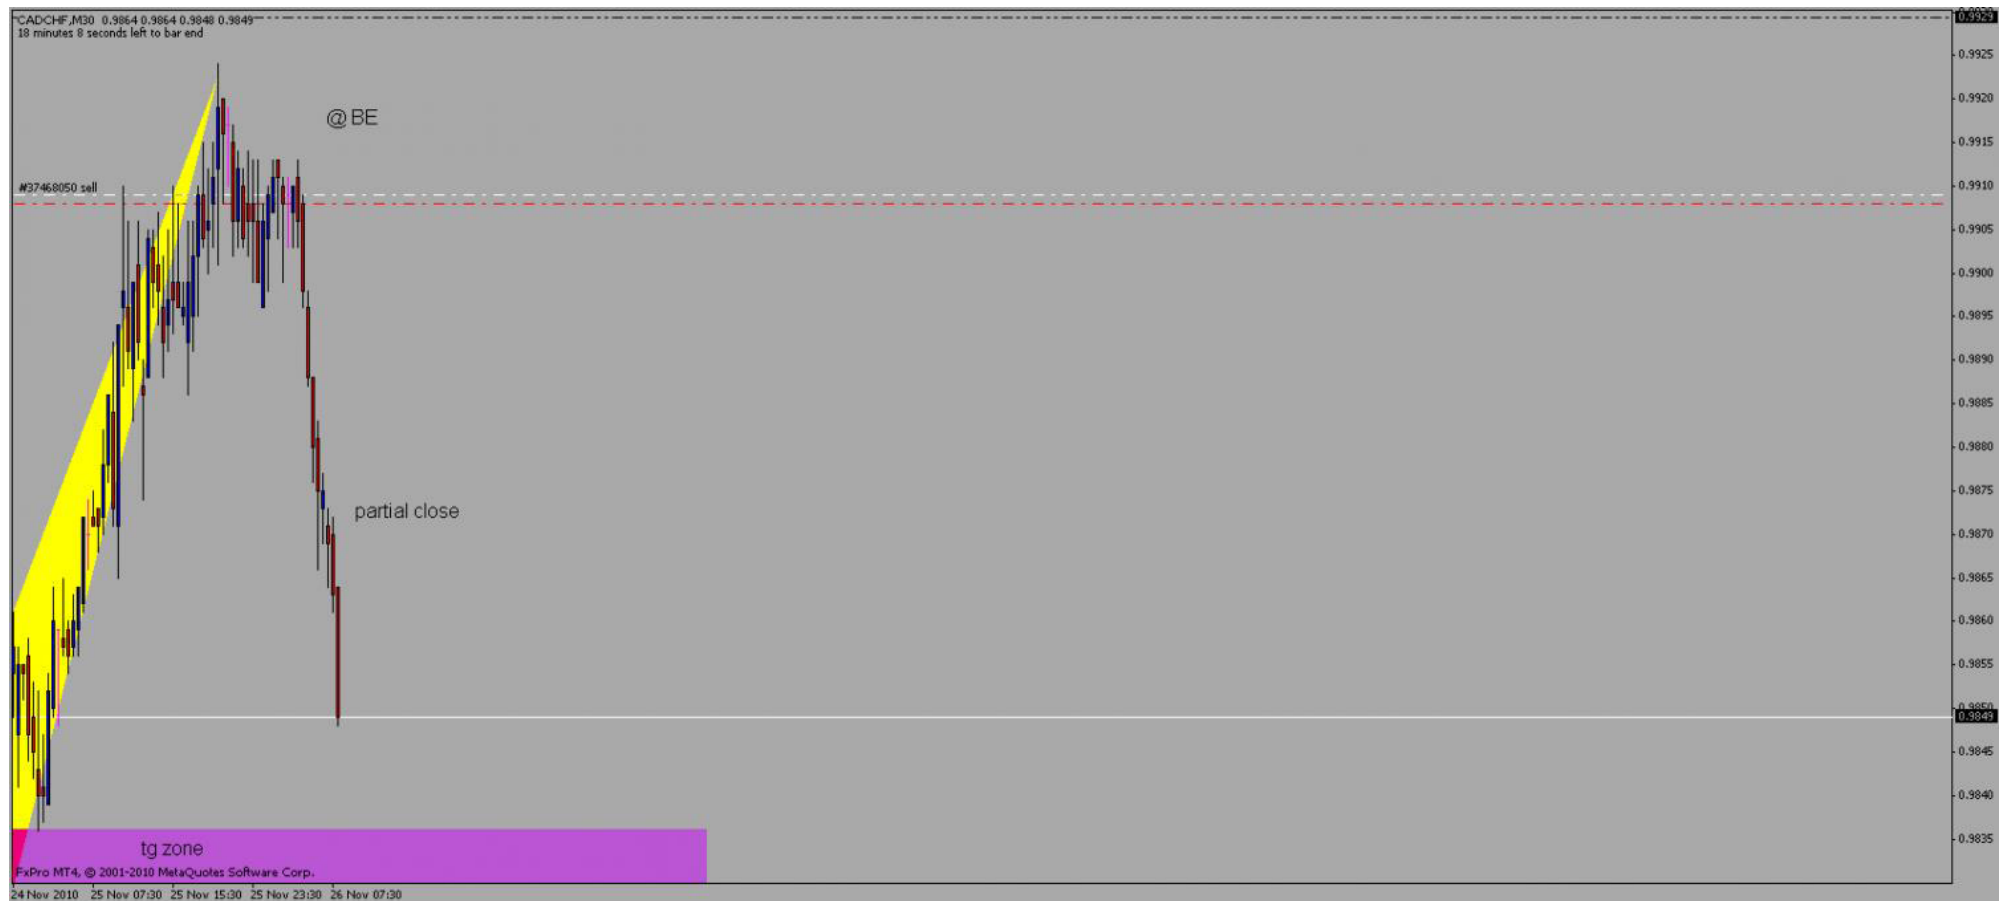 CADCHF,M30 0.9864 0.9864 0.9848 0.9849
18 minutes 8 seconds left to bar end
0.9929
0.9925
0.9920
@ BE
0.9915
#37468050 sell
0.9910
0.9905
0.9900
0.9895
0.9890
0.9885
0.9880
0.9875
partial close
0.9870
0.9865
0.9860
0.9855
0.9850
0.9849
0.9845
0.9840
0.9835
tg zone
FxPro MT4, © 2001-2010 MetaQuotes Software Corp.
24 Nov 2010 25 Nov 07:30 25 Nov 15:30 25 Nov 23:30 26 Nov 07:30